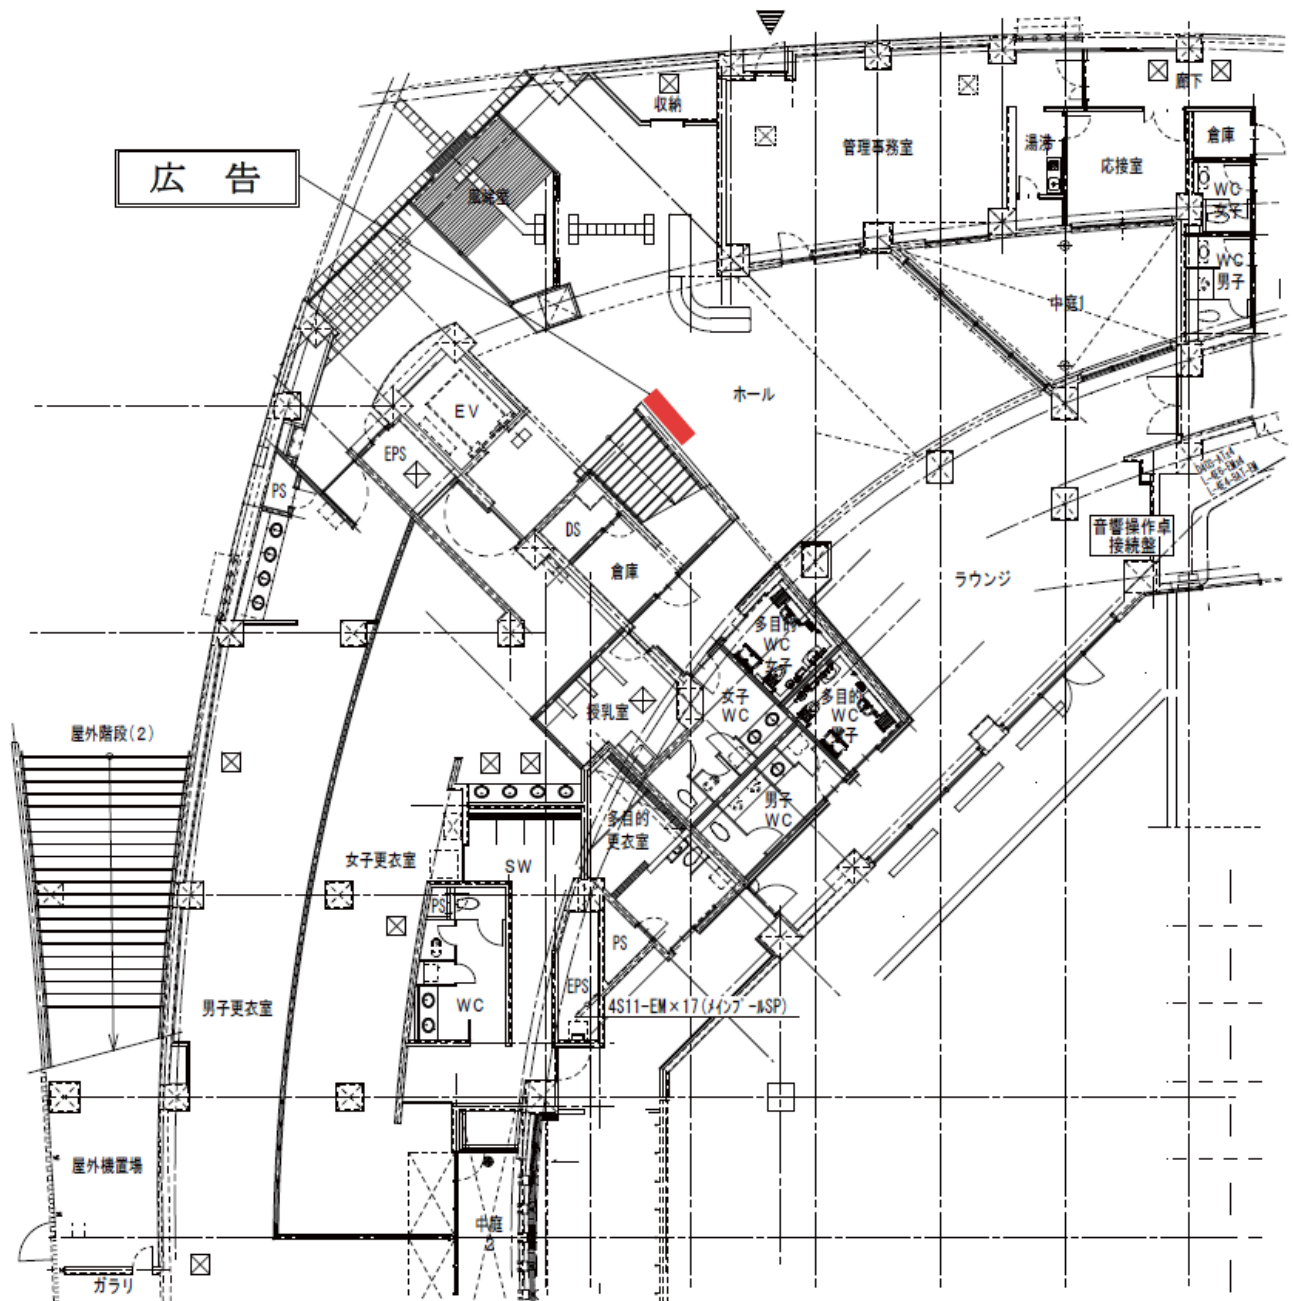 収納
廊下
管理事務室
湯沸
応接室
倉庫
広 告
風除室
WC
女子
WC
男子
中庭1
ホール
EV
EPS
PS
DS
倉庫
音響操作卓
接続盤
ラウンジ
多目的
WC
女子
授乳室
女子
WC
多目的
WC
男子
屋外階段(2)
男子
WC
多目的
更衣室
女子更衣室
SW
PS
PS
EPS
WC
男子更衣室
4S11-EM×17(メインプールSP)
屋外機置場
中庭
2
ガラリ